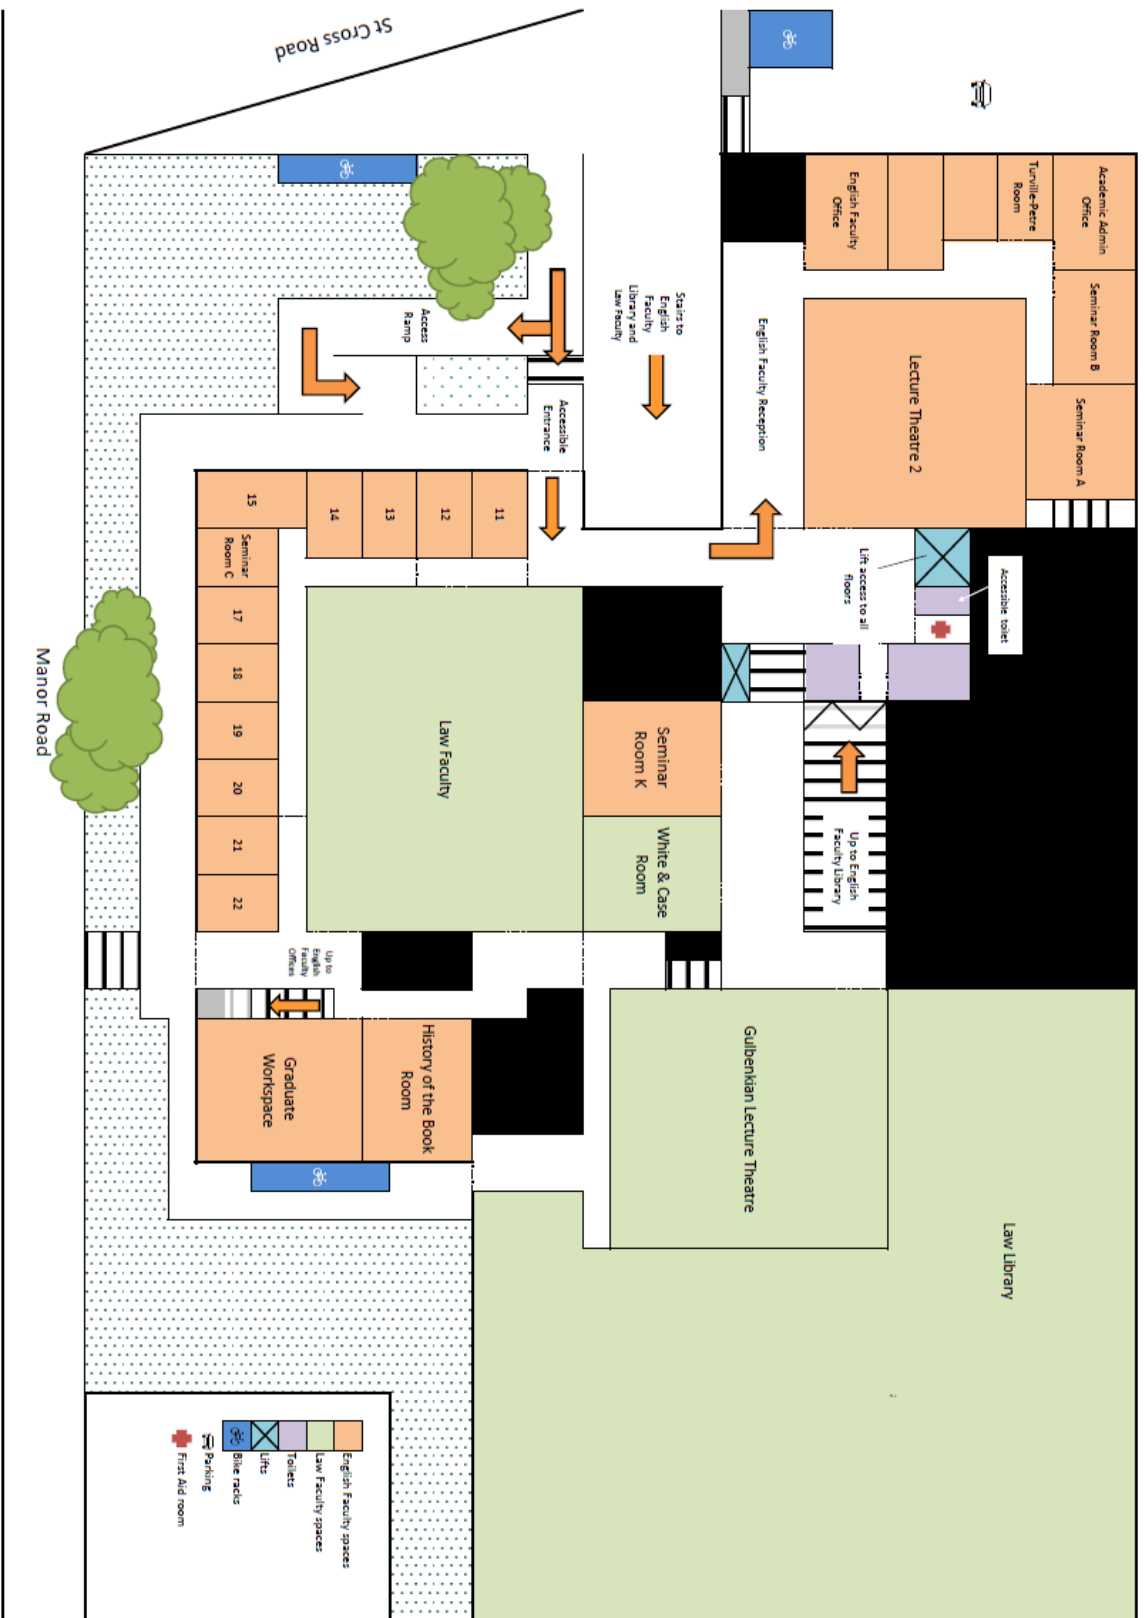 Academic Admin
Office
Seminar Room B
Seminar Room A
Turville-Petre
Room
Accessible toilet
Law Library
English Faculty
Office
Lecture Theatre 2
Lift access to all
floors
Up to English
Faculty Library
English Faculty Reception
Gulbenkian Lecture Theatre
Stairs to
English
Faculty
Library and
Law Faculty
Seminar
Room K
White & Case
Room
Accessible
Entrance
Access
Ramp
St Cross Road
11
12
13
14
15
Law Faculty
History of the Book
Room
Up to
English
Faculty
Offices
Graduate
Workspace
Seminar
Room C
17
18
19
20
21
22
Manor Road
English Faculty spaces
Law Faculty spaces
Toilets
Lifts
Bike racks
Parking
First Aid room